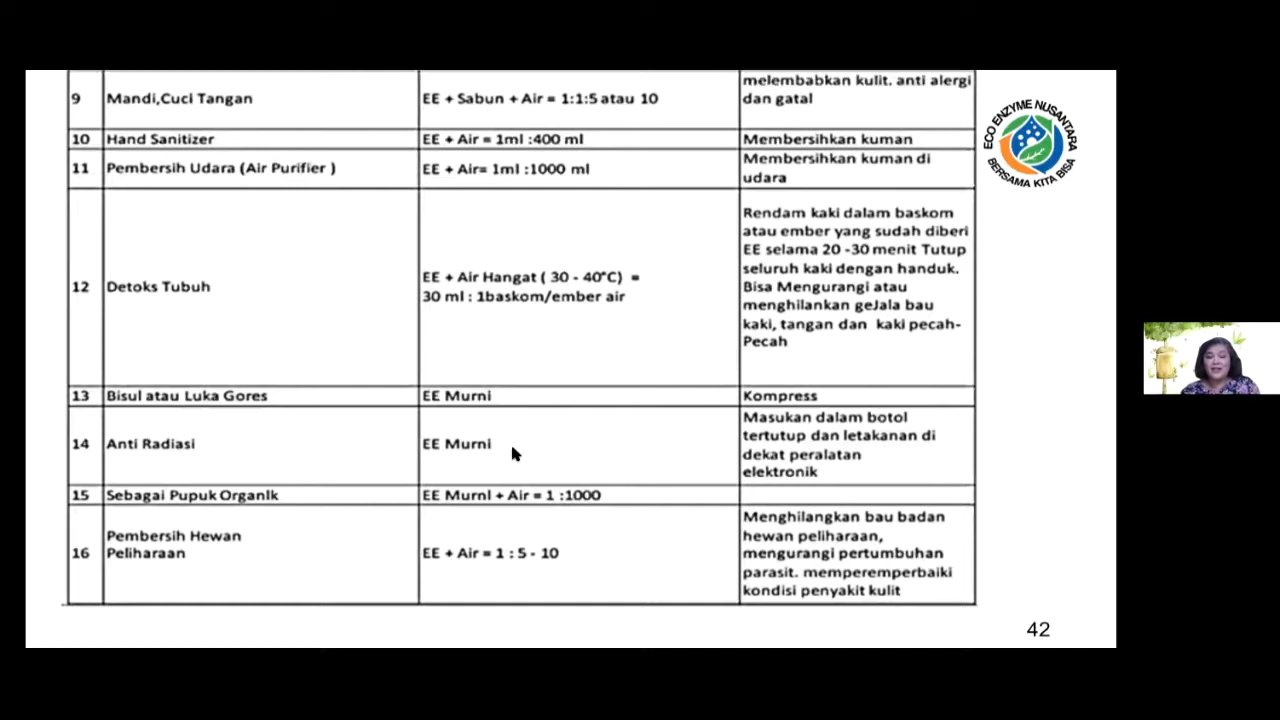 melembabkan kulit. anti alergi
9 Mandi,Cuci Tangan EE + Sabun + Air = 1:1:5 atau 10 dan gatal
10 Hand Sanitizer EE + Air = 1ml :400 ml Membersihkan kuman
11 Pembersih Udara (Air Purifier ) EE + Air= 1ml :1000 ml Membersihkan kuman di
udara
12 Detoks Tubuh EE + Air Hangat ( 30 - 40°C) =
30 ml : 1baskom/ember air
Rendam kaki dalam baskom
atau ember yang sudah diberi
EE selama 20 -30 menit Tutup
seluruh kaki dengan handuk.
Bisa Mengurangi atau
menghilankan geJala bau
kaki, tangan dan kaki pecah-
Pecah
13 Bisul atau Luka Gores EE Murni Kompress
14 Anti Radiasi EE Murni
Masukan dalam botol
tertutup dan letakanan di
dekat peralatan
elektronik
15 Sebagai Pupuk OrganIk EE MurnI + Air = 1 :1000
16 Pembersih Hewan
Peliharaan
EE + Air = 1 : 5 - 10
Menghilangkan bau badan
hewan peliharaan,
mengurangi pertumbuhan
parasit. memperemperbaiki
kondisi penyakit kulit
ECO ENZYME NUSANTARA
BERSAMA KITA BISA
42